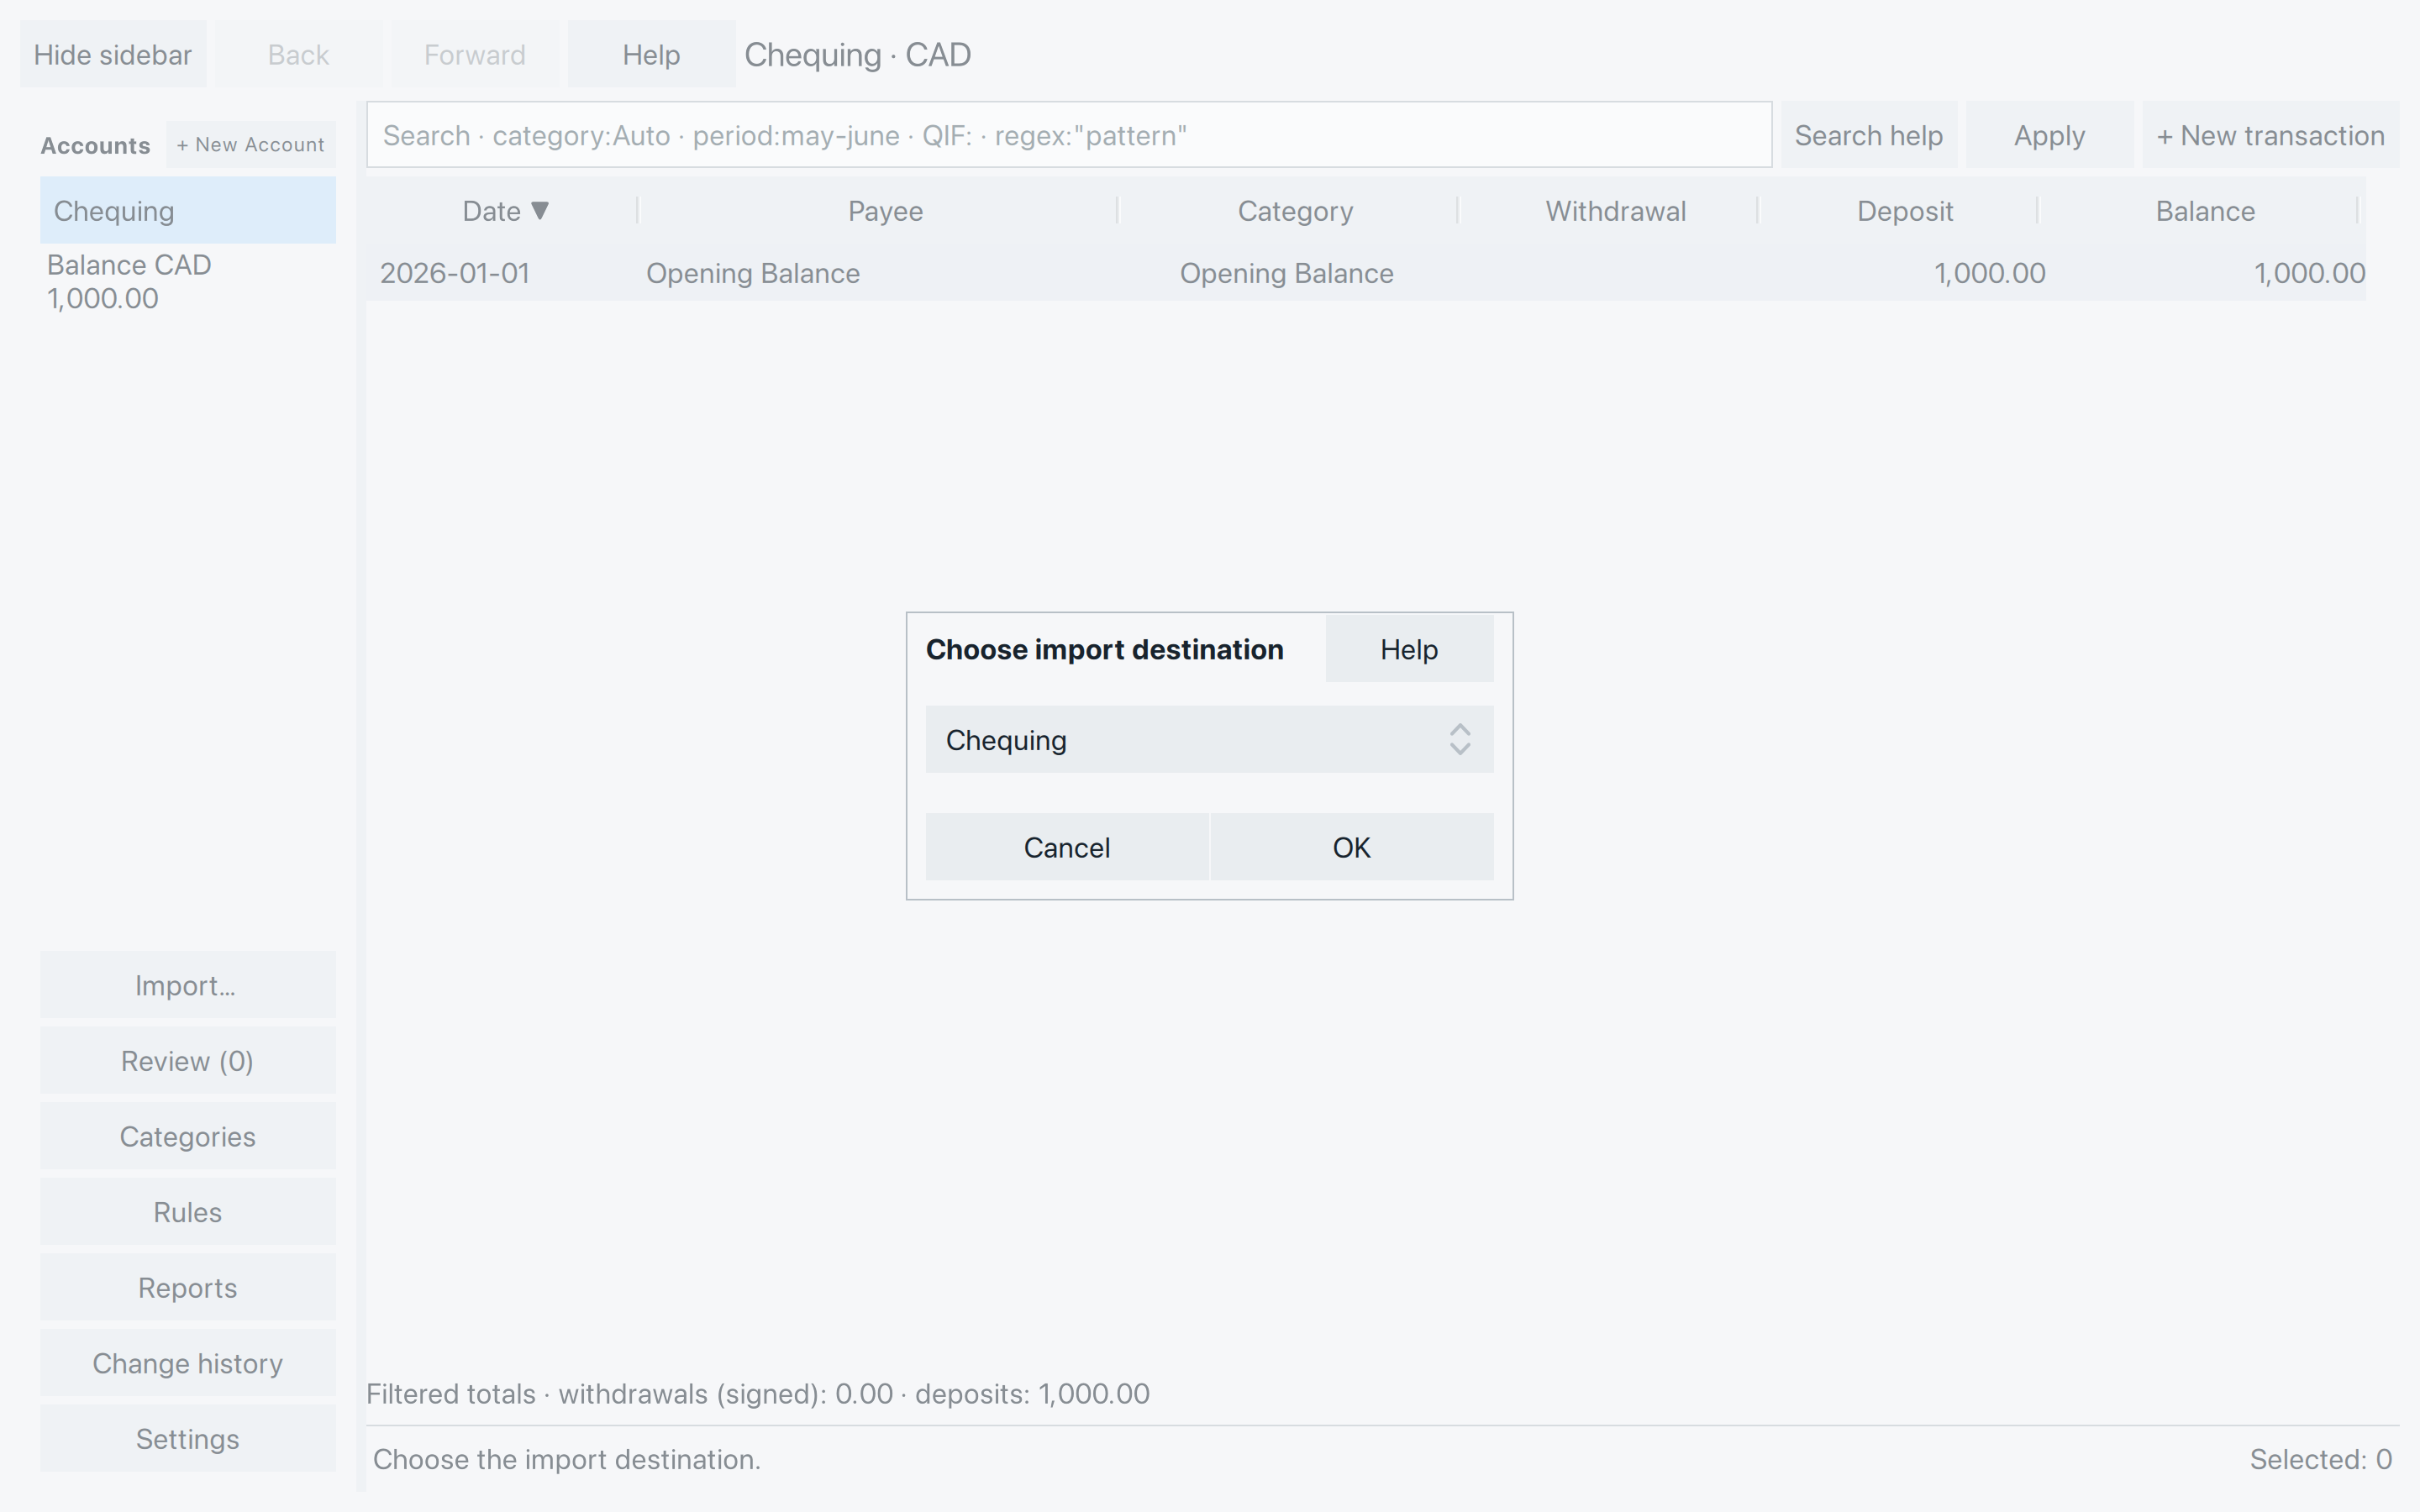 Hide sidebar Back Forward Help Chequing · CAD
Accounts + New Account
Search · category:Auto · period:may-june · QIF: · regex:"pattern" Search help Apply + New transaction
Chequing
Balance CAD
1,000.00
Date ▼ Payee Category Withdrawal Deposit Balance
2026-01-01 Opening Balance Opening Balance 1,000.00 1,000.00
Choose import destination Help
Chequing
Cancel OK
Import...
Review (0)
Categories
Rules
Reports
Change history
Settings
Filtered totals · withdrawals (signed): 0.00 · deposits: 1,000.00
Choose the import destination. Selected: 0